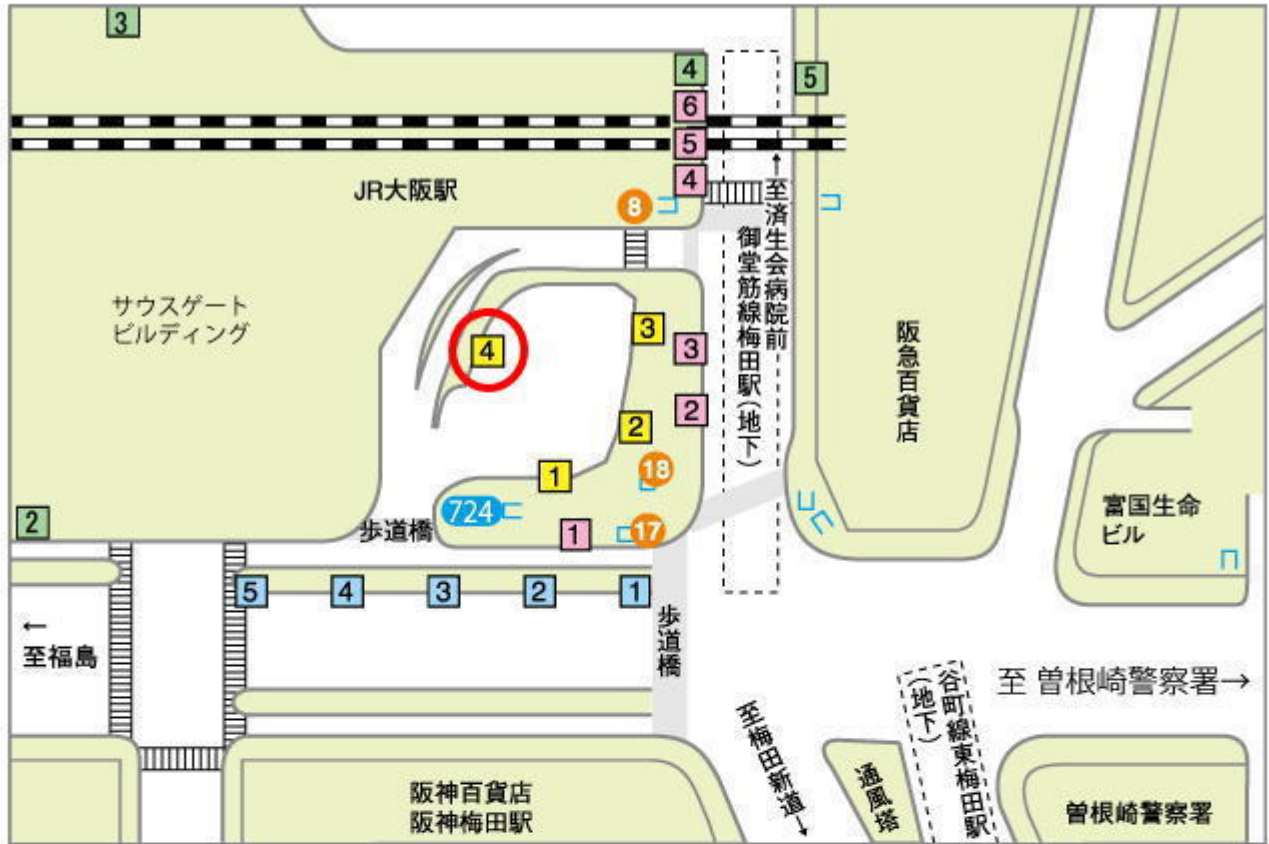 3
4
5
6
5
4
JR大阪駅
8
↑至済生会病院前
御堂筋線梅田駅(地下)
サウスゲート
ビルディング
4
3
3
2
2
阪急百貨店
1
18
724
17
1
2
歩道橋
富国生命
ビル
5
4
3
2
1
←
至福島
歩道橋
至 曽根崎警察署→
谷町線東梅田駅
(地下)
至梅田新道→
通風塔
阪神百貨店
阪神梅田駅
曽根崎警察署